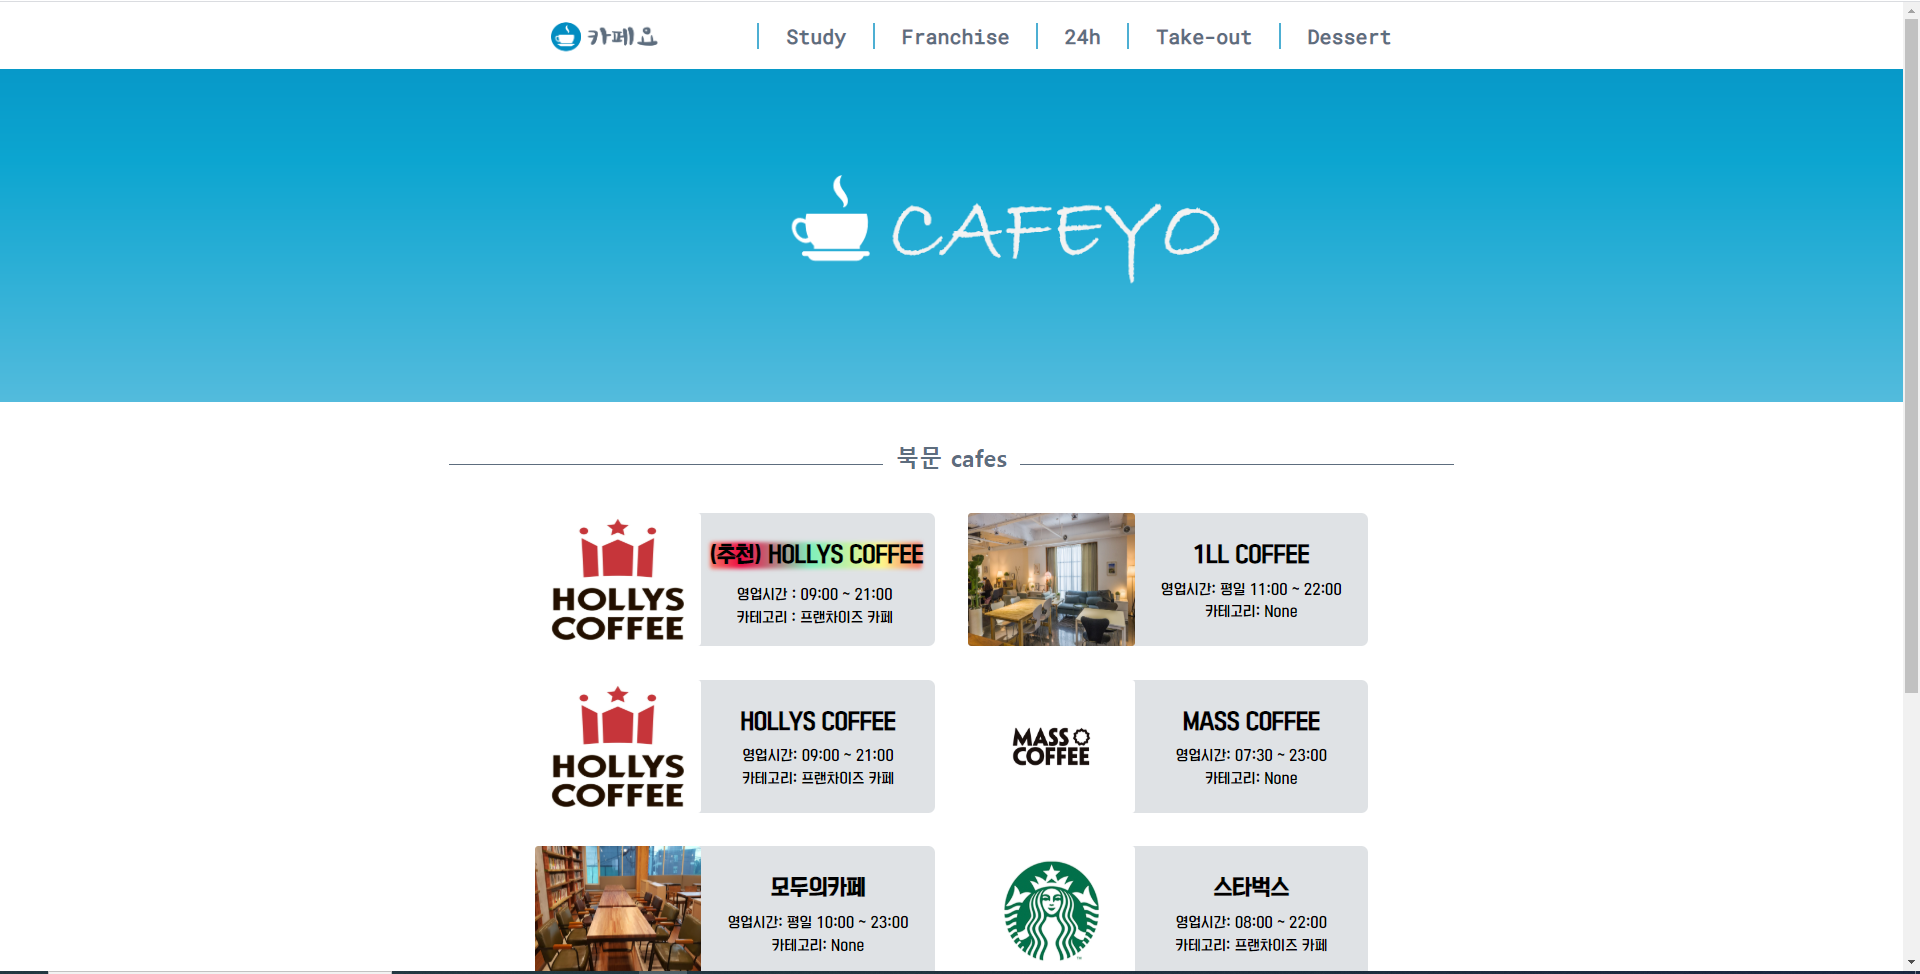 카페요
Study
Franchise
24h
Take-out
Dessert
CAFEYO
북문 cafes
HOLLYS
COFFEE
(추천) HOLLYS COFFEE
영업시간 : 09:00 ~ 21:00
카테고리 : 프랜차이즈 카페
1LL COFFEE
영업시간: 평일 11:00 ~ 22:00
카테고리: None
HOLLYS
COFFEE
HOLLYS COFFEE
영업시간: 09:00 ~ 21:00
카테고리: 프랜차이즈 카페
MASS
COFFEE
MASS COFFEE
영업시간: 07:30 ~ 23:00
카테고리: None
모두의카페
영업시간: 평일 10:00 ~ 23:00
카테고리: None
스타벅스
영업시간: 08:00 ~ 22:00
카테고리: 프랜차이즈 카페